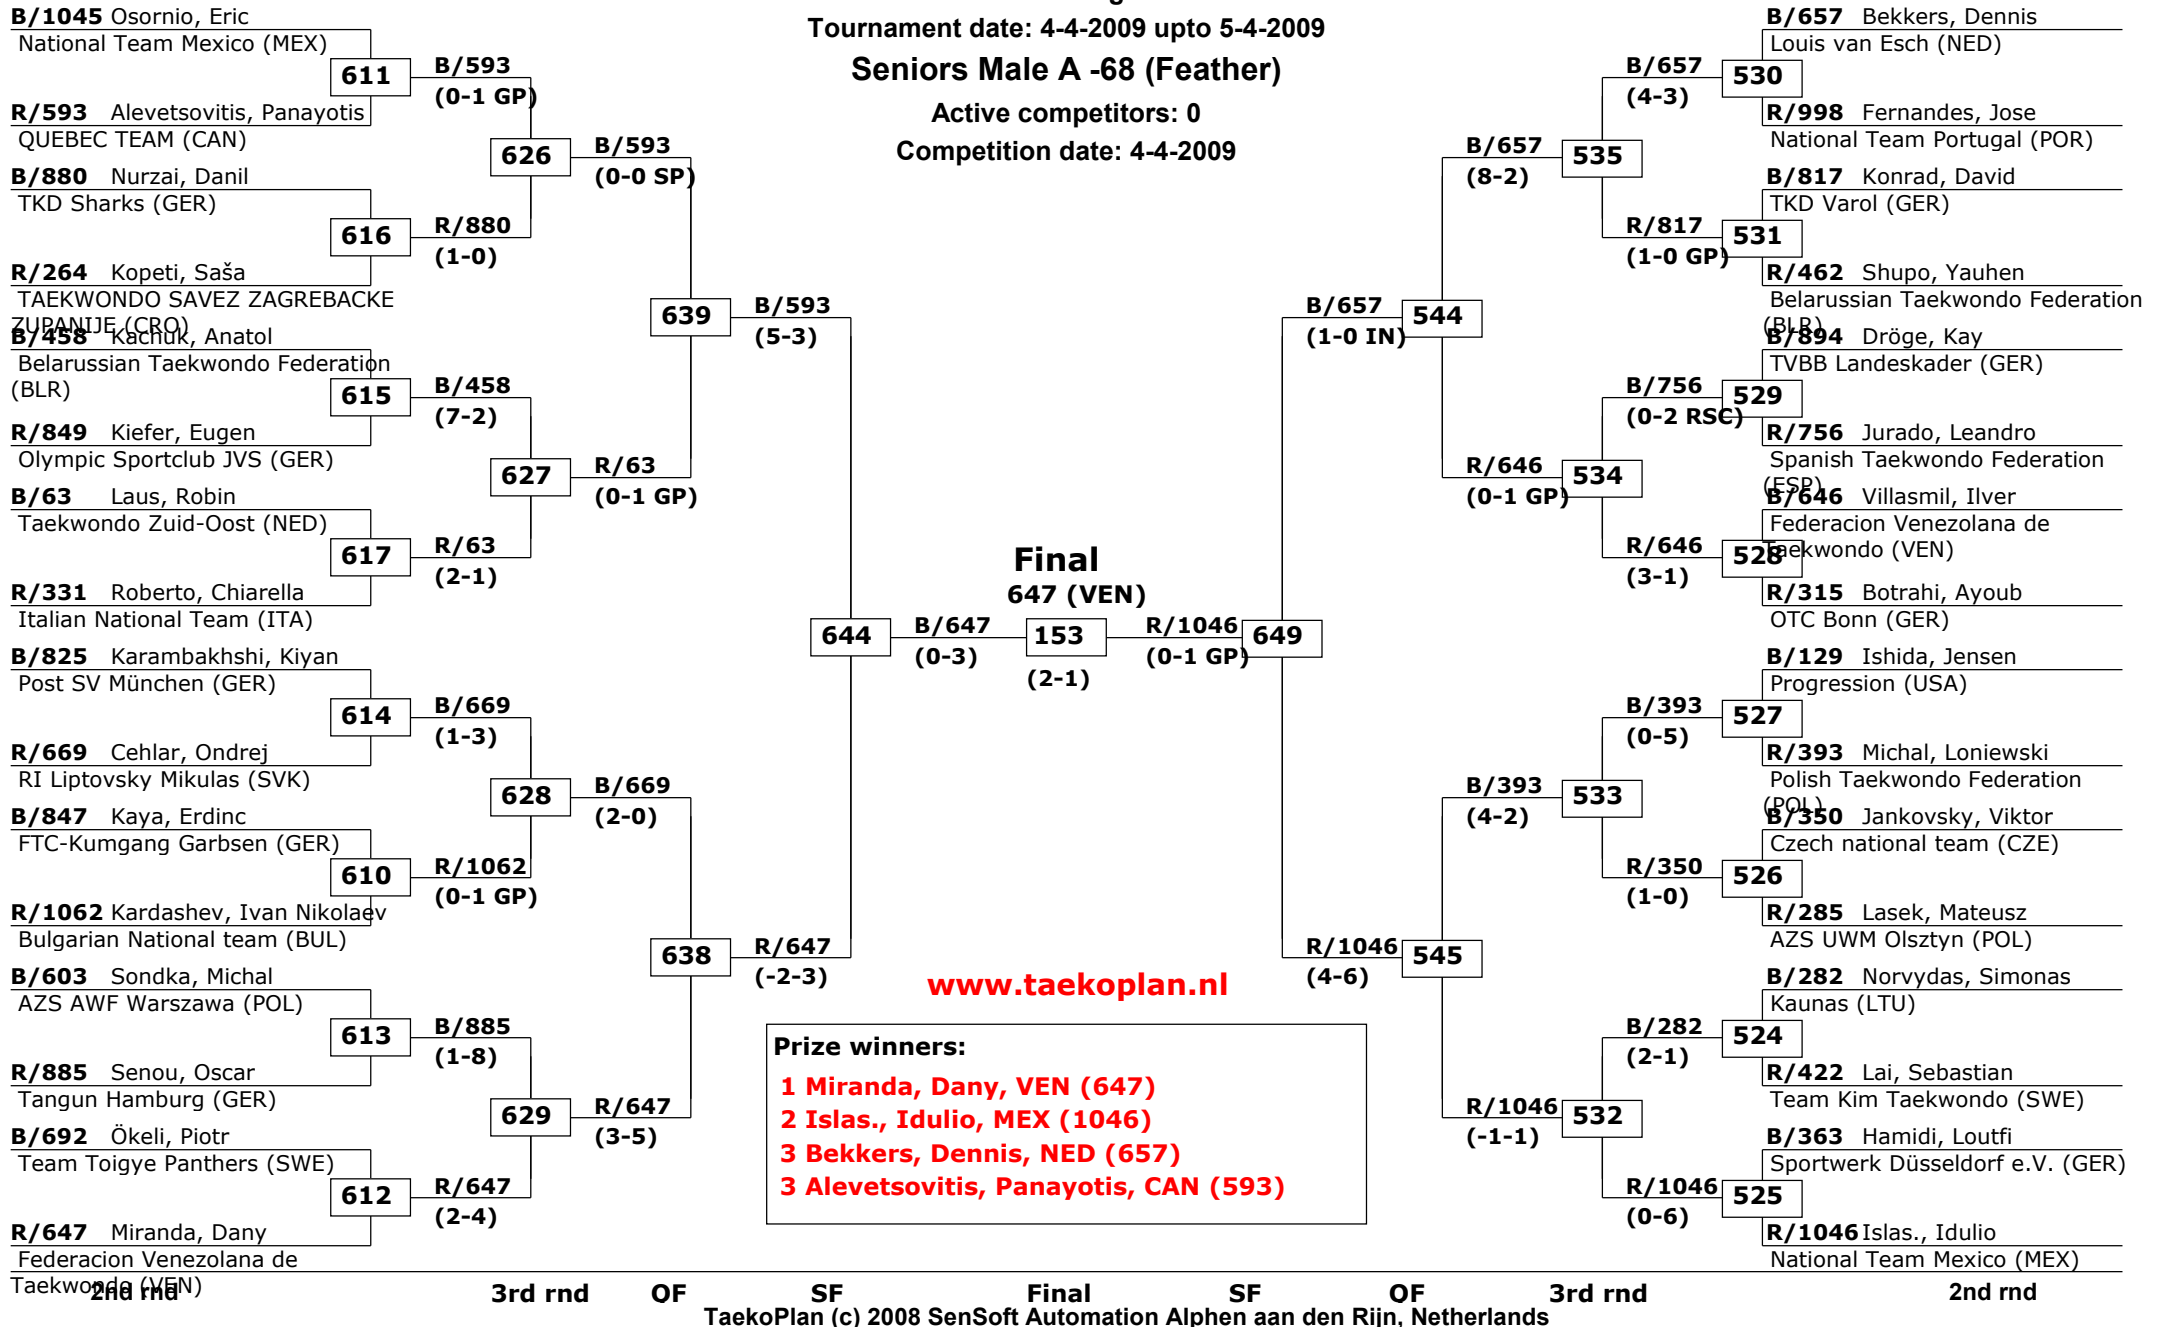 Tournament date: 4-4-2009 upto 5-4-2009
Seniors Male A -68 (Feather)
Active competitors: 0
Competition date: 4-4-2009
B/1045 Osornio, Eric
National Team Mexico (MEX)
611
R/593 Alevetsovitis, Panayotis
QUEBEC TEAM (CAN)
B/880 Nurzai, Danil
TKD Sharks (GER)
616
R/264 Kopeti, Saša
TAEKWONDO SAVEZ ZAGREBACKE
ZUPANIJE (CRO)
B/458 Kachuk, Anatol
Belarussian Taekwondo Federation
(BLR)
615
R/849 Kiefer, Eugen
Olympic Sportclub JVS (GER)
B/63 Laus, Robin
Taekwondo Zuid-Oost (NED)
617
R/331 Roberto, Chiarella
Italian National Team (ITA)
B/825 Karambakhshi, Kiyan
Post SV München (GER)
614
R/669 Cehlar, Ondrej
RI Liptovsky Mikulas (SVK)
B/847 Kaya, Erdinc
FTC-Kumgang Garbsen (GER)
610
R/1062 Kardashev, Ivan Nikolaev
Bulgarian National team (BUL)
B/603 Sondka, Michal
AZS AWF Warszawa (POL)
613
R/885 Senou, Oscar
Tangun Hamburg (GER)
B/692 Ökeli, Piotr
Team Toigye Panthers (SWE)
612
R/647 Miranda, Dany
Federacion Venezolana de
Taekwondo (VEN)
B/593
(0-1 GP)
626
R/880
(1-0)
B/458
(7-2)
627
R/63
(2-1)
B/669
(1-3)
628
R/1062
(0-1 GP)
B/885
(1-8)
629
R/647
(2-4)
B/593
(0-0 SP)
639
R/63
(0-1 GP)
B/669
(2-0)
638
R/647
(3-5)
B/593
(5-3)
644
R/647
(-2-3)
B/647
(0-3)
Final
647 (VEN)
153
(2-1)
R/1046
(0-1 GP)
649
B/657
(1-0 IN)
544
R/1046
(4-6)
545
B/657
(8-2)
535
R/646
(0-1 GP)
534
B/393
(4-2)
533
R/1046
(-1-1)
532
B/657
(4-3)
530
R/817
(1-0 GP)
531
B/756
(0-2 RSC)
529
R/646
(3-1)
528
B/393
(0-5)
527
R/350
(1-0)
526
B/282
(2-1)
524
R/1046
(0-6)
525
B/657 Bekkers, Dennis
Louis van Esch (NED)
R/998 Fernandes, Jose
National Team Portugal (POR)
B/817 Konrad, David
TKD Varol (GER)
R/462 Shupo, Yauhen
Belarussian Taekwondo Federation
(BLR)
B/894 Dröge, Kay
TVBB Landeskader (GER)
R/756 Jurado, Leandro
Spanish Taekwondo Federation
(ESP)
B/646 Villasmil, Ilver
Federacion Venezolana de
Taekwondo (VEN)
R/315 Botrahi, Ayoub
OTC Bonn (GER)
B/129 Ishida, Jensen
Progression (USA)
R/393 Michal, Loniewski
Polish Taekwondo Federation
(POL)
B/350 Jankovsky, Viktor
Czech national team (CZE)
R/285 Lasek, Mateusz
AZS UWM Olsztyn (POL)
B/282 Norvydas, Simonas
Kaunas (LTU)
R/422 Lai, Sebastian
Team Kim Taekwondo (SWE)
B/363 Hamidi, Loutfi
Sportwerk Düsseldorf e.V. (GER)
R/1046 Islas., Idulio
National Team Mexico (MEX)
www.taekoplan.nl
Prize winners:
1 Miranda, Dany, VEN (647)
2 Islas., Idulio, MEX (1046)
3 Bekkers, Dennis, NED (657)
3 Alevetsovitis, Panayotis, CAN (593)
2nd rnd 3rd rnd QF SF Final SF QF 3rd rnd 2nd rnd
TaekoPlan (c) 2008 SenSoft Automation Alphen aan den Rijn, Netherlands